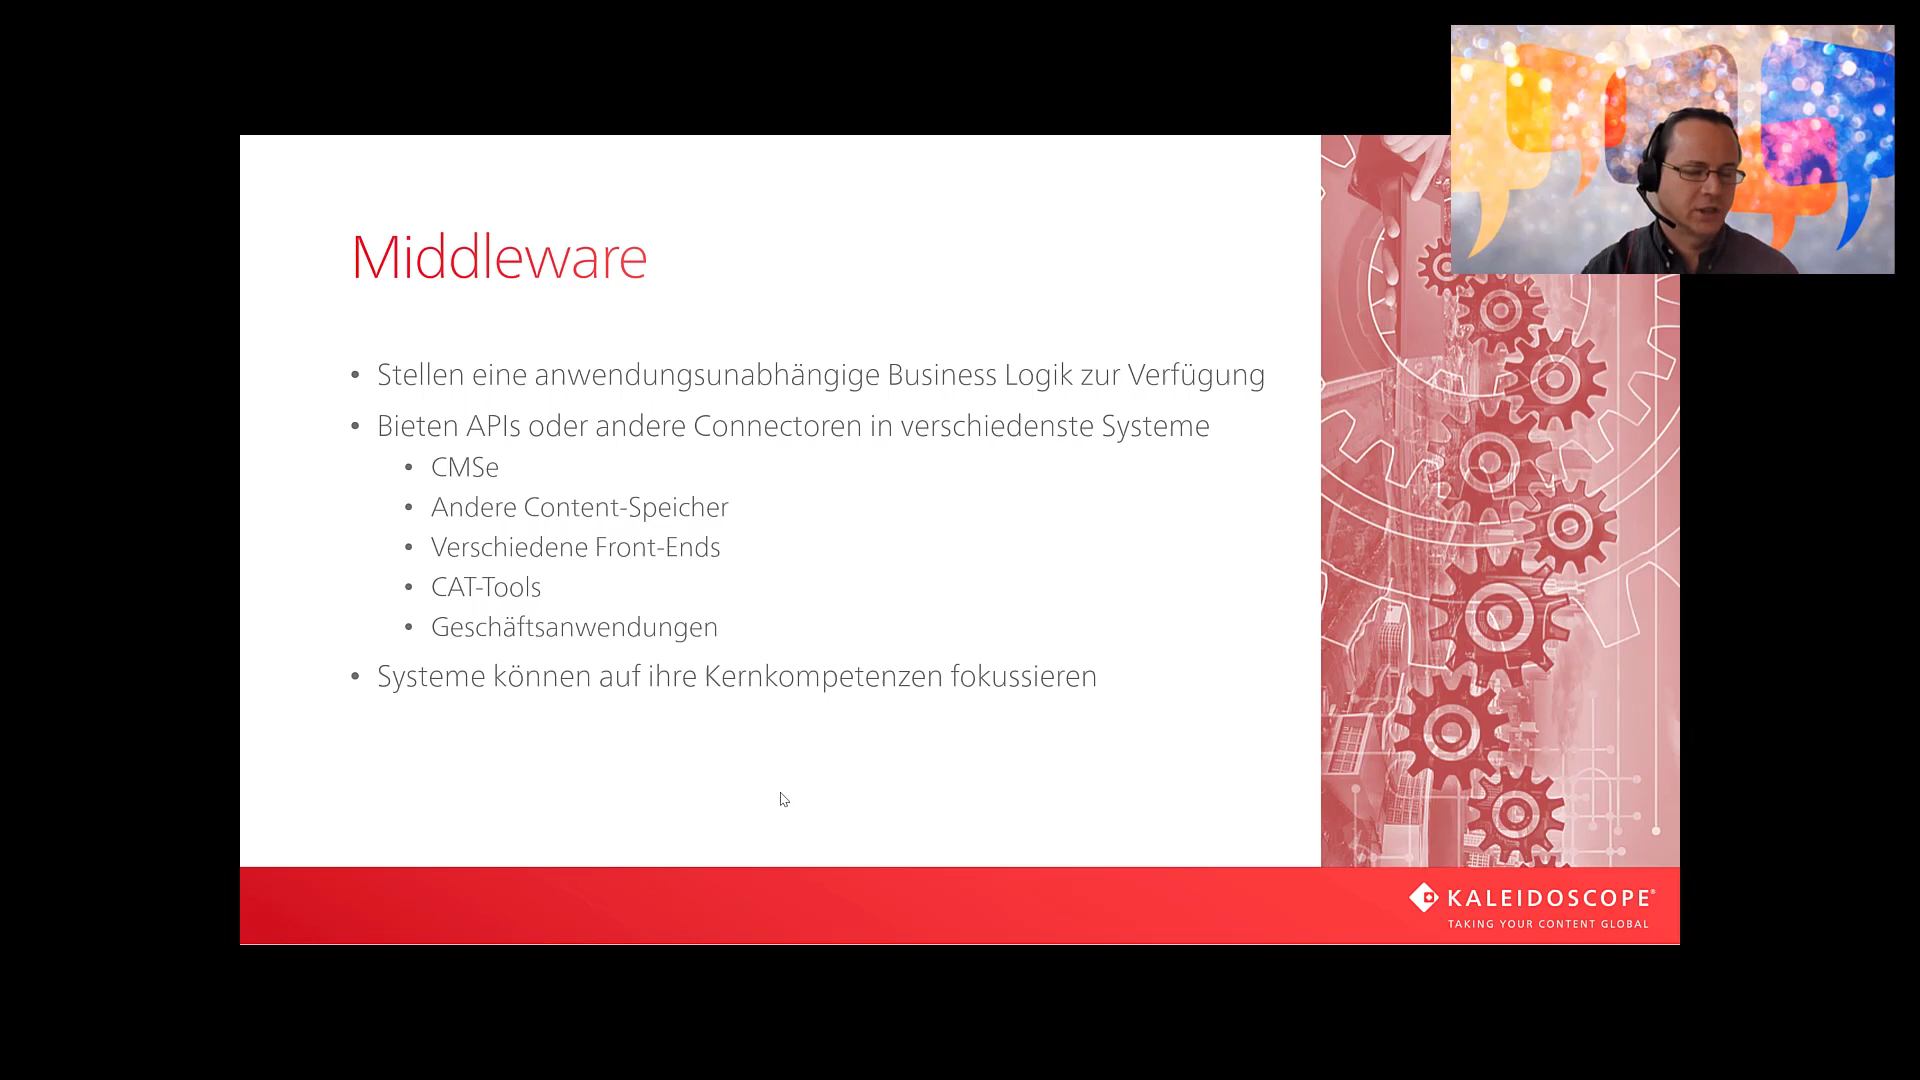 Middleware
• Stellen eine anwendungsunabhängige Business Logik zur Verfügung
• Bieten APIs oder andere Connectoren in verschiedenste Systeme
• CMSe
• Andere Content-Speicher
• Verschiedene Front-Ends
• CAT-Tools
• Geschäftsanwendungen
• Systeme können auf ihre Kernkompetenzen fokussieren
KALEIDOSCOPE®
TAKING YOUR CONTENT GLOBAL